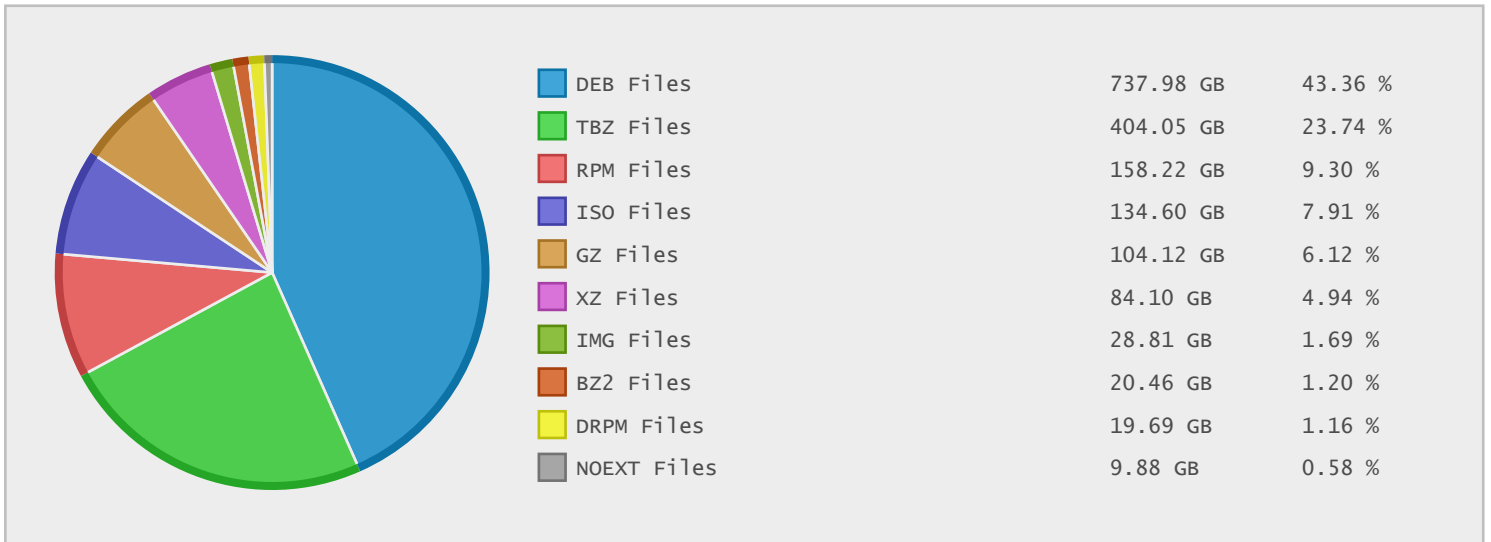 DEB Files 737.98 GB 43.36 %
TBZ Files 404.05 GB 23.74 %
RPM Files 158.22 GB 9.30 %
ISO Files 134.60 GB 7.91 %
GZ Files 104.12 GB 6.12 %
XZ Files 84.10 GB 4.94 %
IMG Files 28.81 GB 1.69 %
BZ2 Files 20.46 GB 1.20 %
DRPM Files 19.69 GB 1.16 %
NOEXT Files 9.88 GB 0.58 %